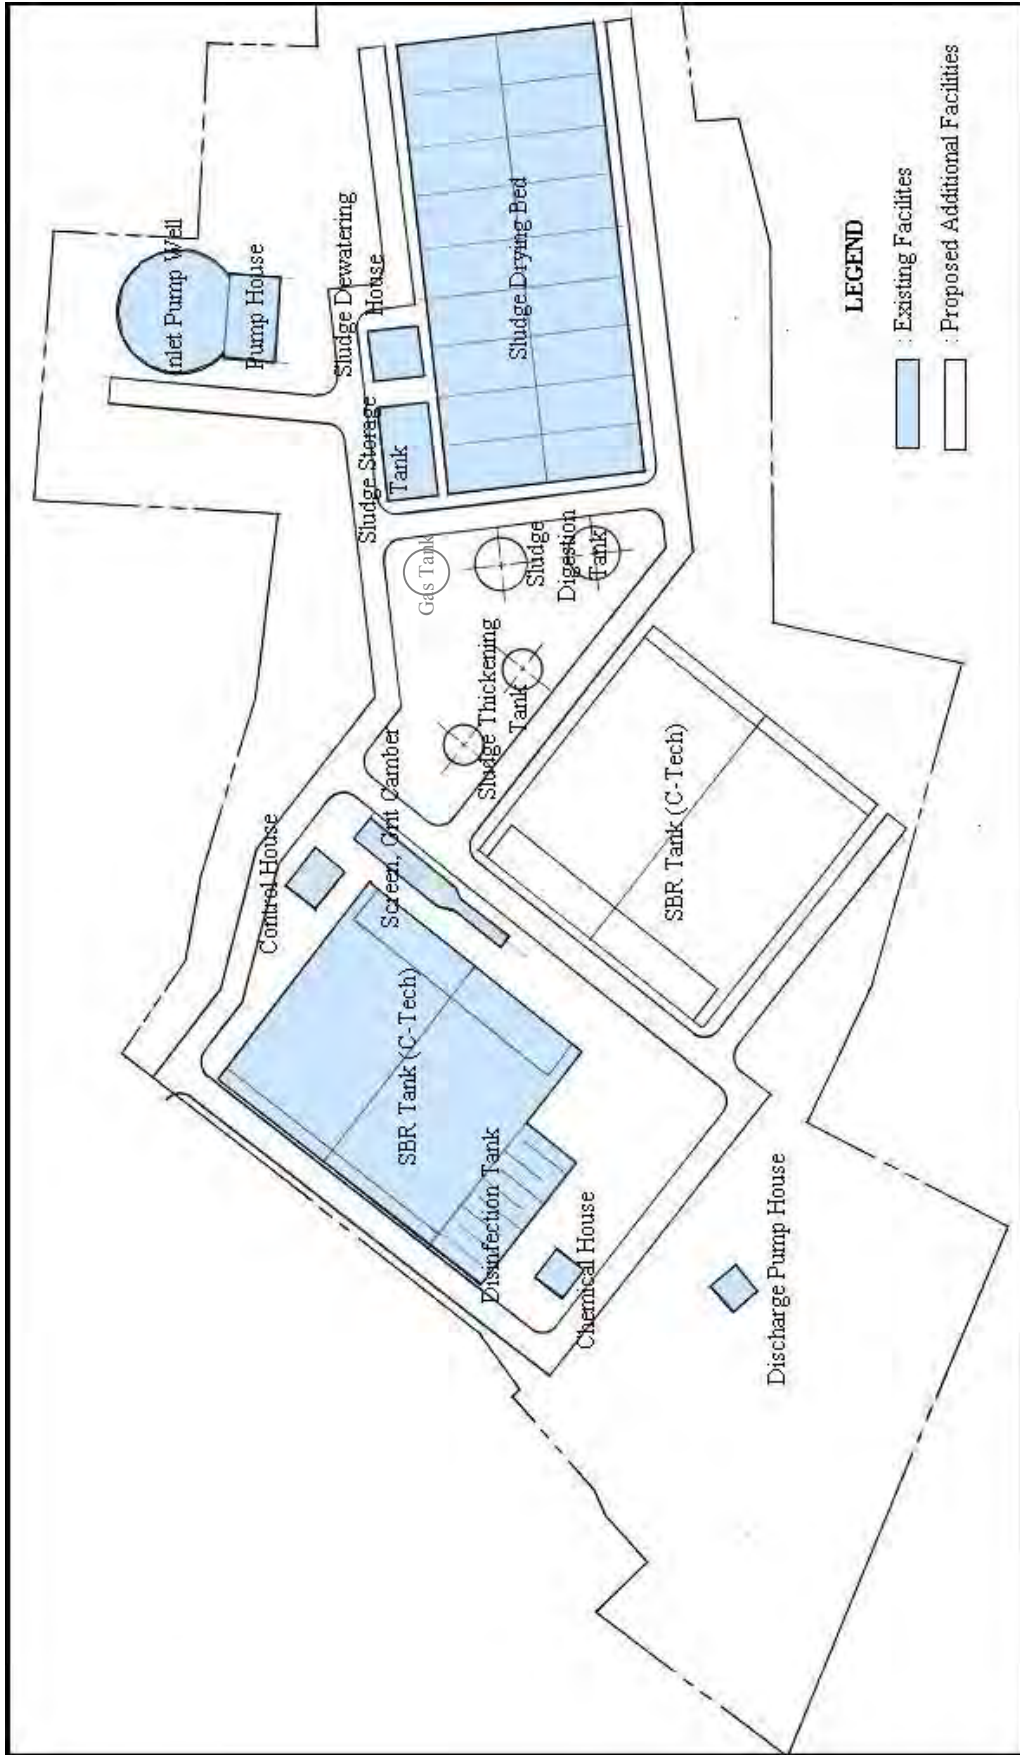 Inlet Pump Well
Pump House
Sludge Dewatering
House
Sludge Storage
Tank
Sludge Drying Bed
Gas Tank
Sludge
Digestion
Tank
Sludge Thickening
Tank
Control House
Screen, Grit Camber
SBR Tank (C-Tech)
SBR Tank (C-Tech)
Disinfection Tank
Chemical House
Discharge Pump House
LEGEND
: Existing Facilites
: Proposed Additional Facilities